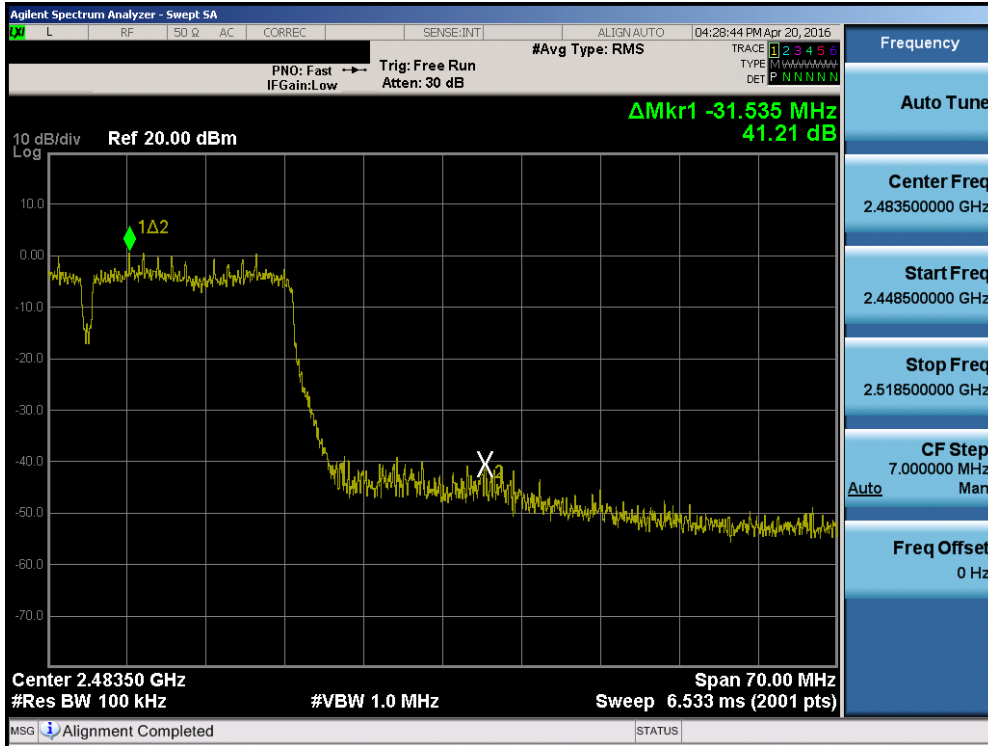 Agilent Spectrum Analyzer - Swept SA
LXI L RF 50 Ω AC CORREC SENSE:INT ALIGN AUTO 04:28:44 PM Apr 20, 2016
#Avg Type: RMS TRACE 1 2 3 4 5 6
PNO: Fast Trig: Free Run TYPE M W W W W W
IFGain:Low Atten: 30 dB DET P N N N N N
ΔMkr1 -31.535 MHz
10 dB/div Ref 20.00 dBm 41.21 dB
Log
10.0
1Δ2
0.00
-10.0
-20.0
-30.0
-40.0
X2
-50.0
-60.0
-70.0
Center 2.48350 GHz Span 70.00 MHz
#Res BW 100 kHz #VBW 1.0 MHz Sweep 6.533 ms (2001 pts)
MSG Alignment Completed STATUS
Frequency
Auto Tune
Center Freq
2.483500000 GHz
Start Freq
2.448500000 GHz
Stop Freq
2.518500000 GHz
CF Step
7.000000 MHz
Auto Man
Freq Offset
0 Hz